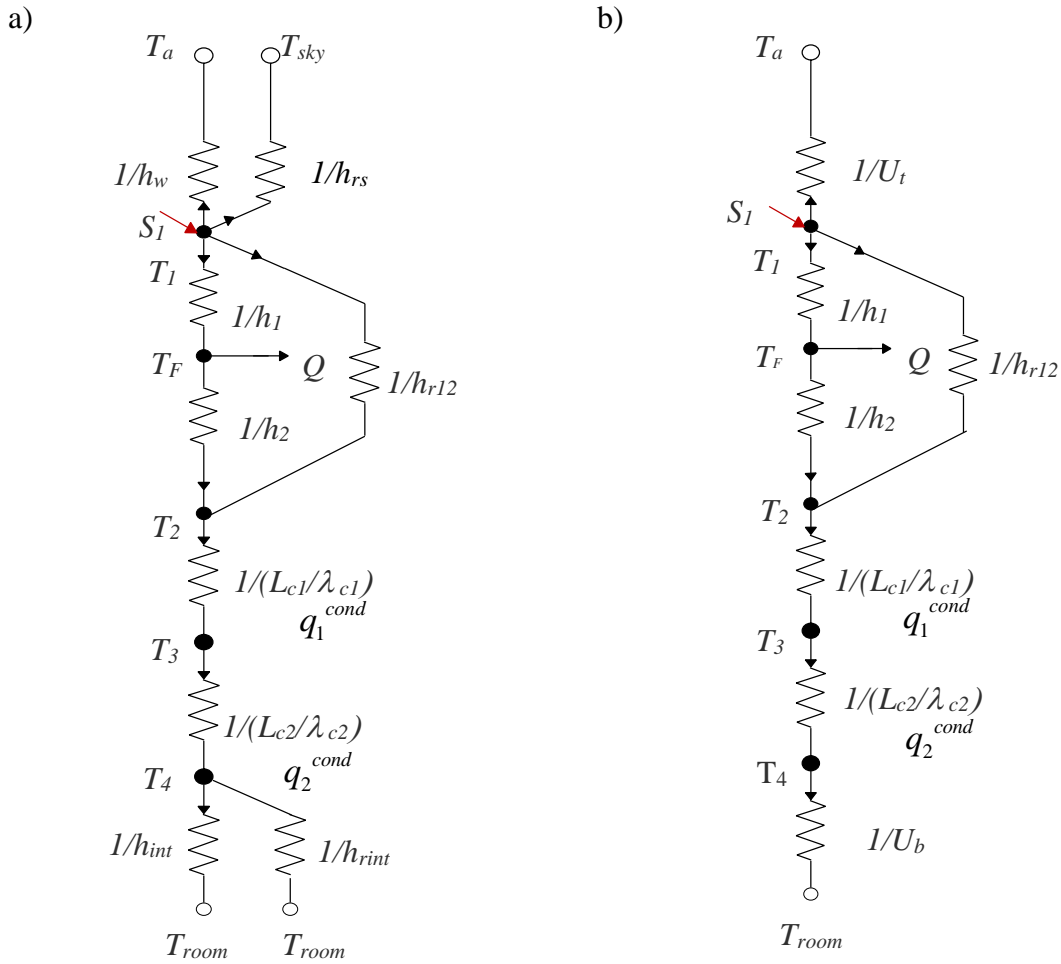 a)
T_a
T_sky
1/h_w
1/h_rs
S_1
T_1
1/h_1
T_F
Q
1/h_r12
1/h_2
T_2
1/(L_c1/λ_c1)
q_1^cond
T_3
1/(L_c2/λ_c2)
q_2^cond
T_4
1/h_int
1/h_rint
T_room
T_room
b)
T_a
1/U_t
S_1
T_1
1/h_1
T_F
Q
1/h_r12
1/h_2
T_2
1/(L_c1/λ_c1)
q_1^cond
T_3
1/(L_c2/λ_c2)
q_2^cond
T_4
1/U_b
T_room